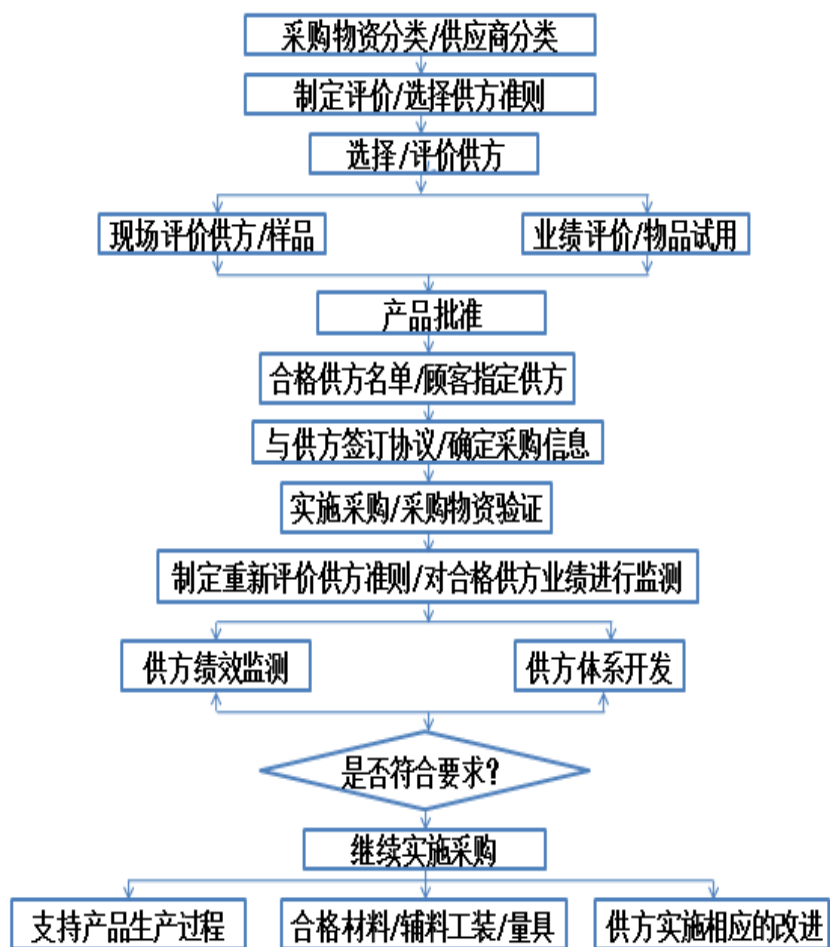 采购物资分类/供应商分类
制定评价/选择供方准则
选择/评价供方
现场评价供方/样品
业绩评价/物品试用
产品批准
合格供方名单/顾客指定供方
与供方签订协议/确定采购信息
实施采购/采购物资验证
制定重新评价供方准则/对合格供方业绩进行监测
供方绩效监测
供方体系开发
是否符合要求?
继续实施采购
支持产品生产过程
合格材料/辅料工装/量具
供方实施相应的改进